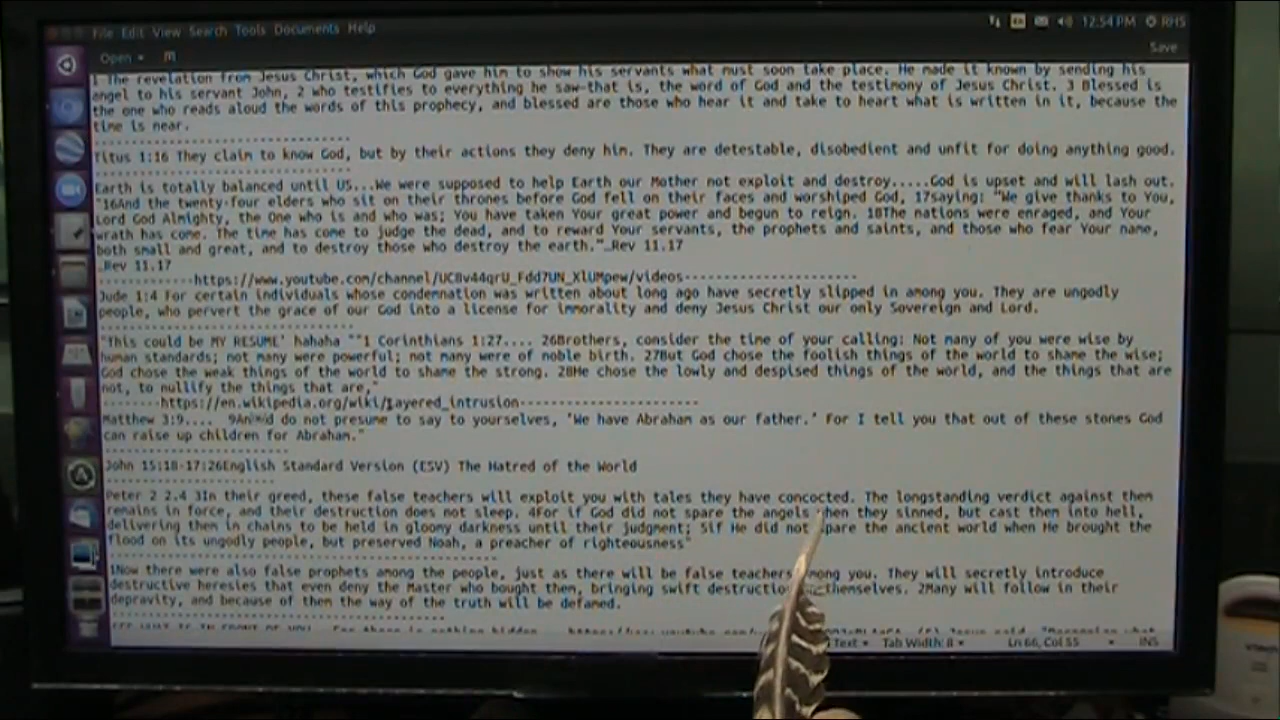 File Edit View Search Tools Documents Help
12:54 PM RHS
Open m Save
1 The revelation from Jesus Christ, which God gave him to show his servants what must soon take place. He made it known by sending his
angel to his servant John, 2 who testifies to everything he saw—that is, the word of God and the testimony of Jesus Christ. 3 Blessed is
the one who reads aloud the words of this prophecy, and blessed are those who hear it and take to heart what is written in it, because the
time is near.
Titus 1:16 They claim to know God, but by their actions they deny him. They are detestable, disobedient and unfit for doing anything good.
Earth is totally balanced until US...We were supposed to help Earth our Mother not exploit and destroy.....God is upset and will lash out.
"16And the twenty-four elders who sit on their thrones before God fell on their faces and worshiped God, 17saying: "We give thanks to You,
Lord God Almighty, the One who is and who was; You have taken Your great power and begun to reign. 18The nations were enraged, and Your
wrath has come. The time has come to judge the dead, and to reward Your servants, the prophets and saints, and those who fear Your name,
both small and great, and to destroy those who destroy the earth."…Rev 11.17
…Rev 11.17
------------https://www.youtube.com/channel/UC8v44qrU_Fdd7UN_XlUMpew/videos----------------------
Jude 1:4 For certain individuals whose condemnation was written about long ago have secretly slipped in among you. They are ungodly
people, who pervert the grace of our God into a license for immorality and deny Jesus Christ our only Sovereign and Lord.
"This could be MY RESUME' hahaha ""1 Corinthians 1:27.... 26Brothers, consider the time of your calling: Not many of you were wise by
human standards; not many were powerful; not many were of noble birth. 27But God chose the foolish things of the world to shame the wise;
God chose the weak things of the world to shame the strong. 28He chose the lowly and despised things of the world, and the things that are
not, to nullify the things that are,"
-------https://en.wikipedia.org/wiki/Layered_intrusion-----------------------
Matthew 3:9.... do not presume to say to yourselves, 'We have Abraham as our father.' For I tell you that out of these stones God
can raise up children for Abraham."
John 15:18-17:26English Standard Version (ESV) The Hatred of the World
Peter 2 2.4 3In their greed, these false teachers will exploit you with tales they have concocted. The longstanding verdict against them
remains in force, and their destruction does not sleep. 4For if God did not spare the angels when they sinned, but cast them into hell,
delivering them in chains to be held in gloomy darkness until their judgment; 5if He did not spare the ancient world when He brought the
flood on its ungodly people, but preserved Noah, a preacher of righteousness"
1Now there were also false prophets among the people, just as there will be false teachers among you. They will secretly introduce
destructive heresies that even deny the Master who bought them, bringing swift destruction themselves. 2Many will follow in their
depravity, and because of them the way of the truth will be defamed.
Text Tab Width: 8 Ln 66, Col 55 INS